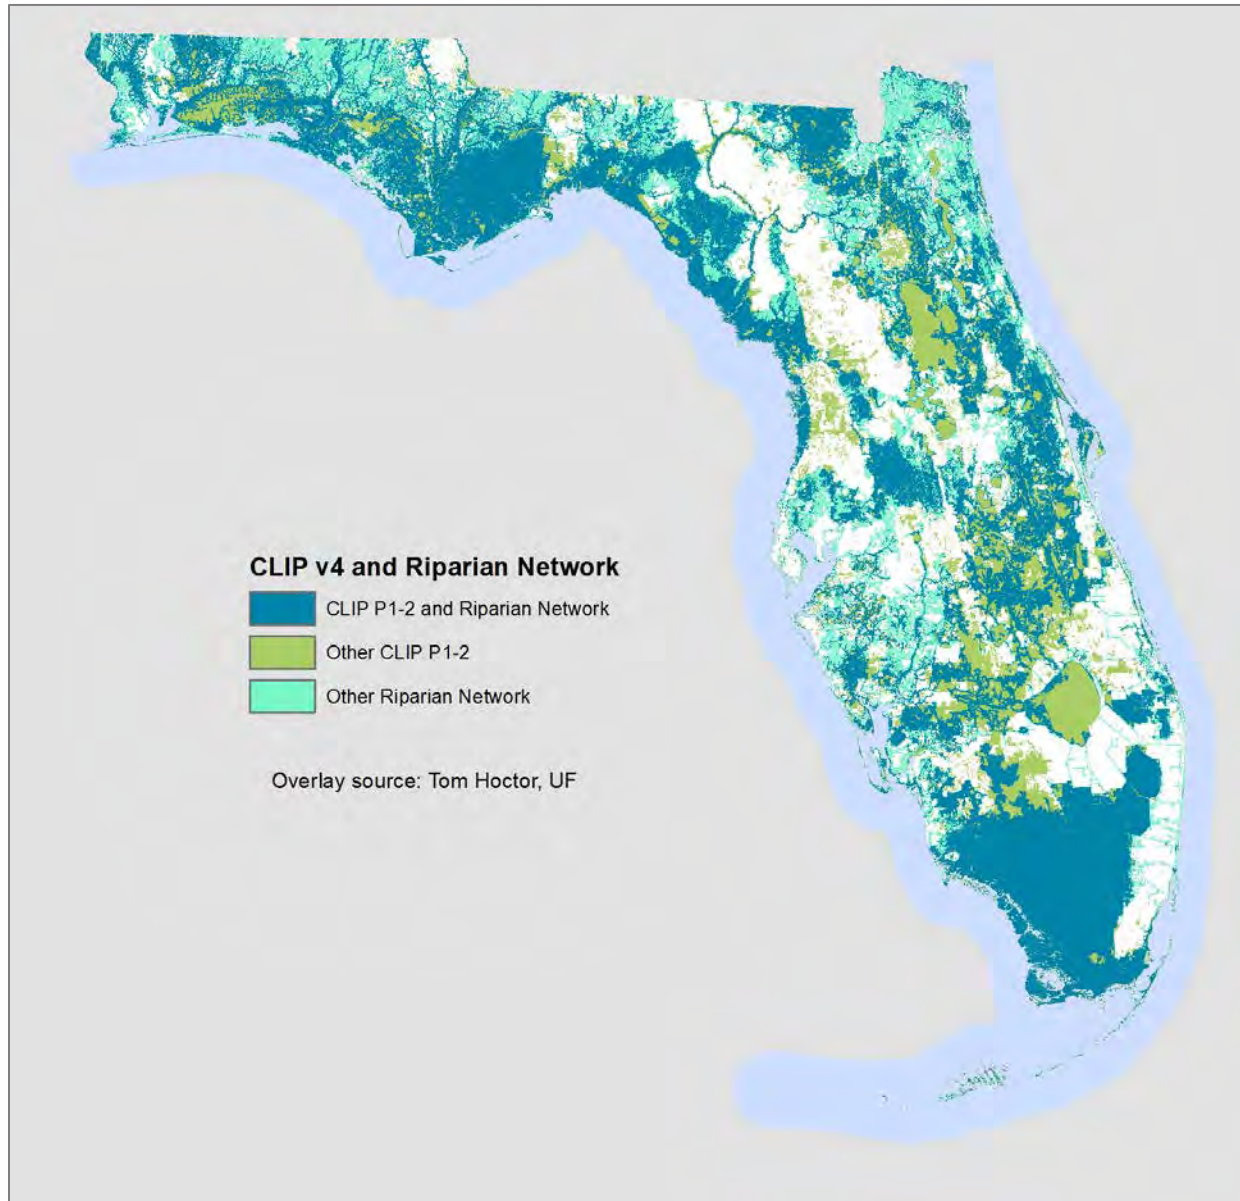 CLIP v4 and Riparian Network
CLIP P1-2 and Riparian Network
Other CLIP P1-2
Other Riparian Network
Overlay source: Tom Hoctor, UF